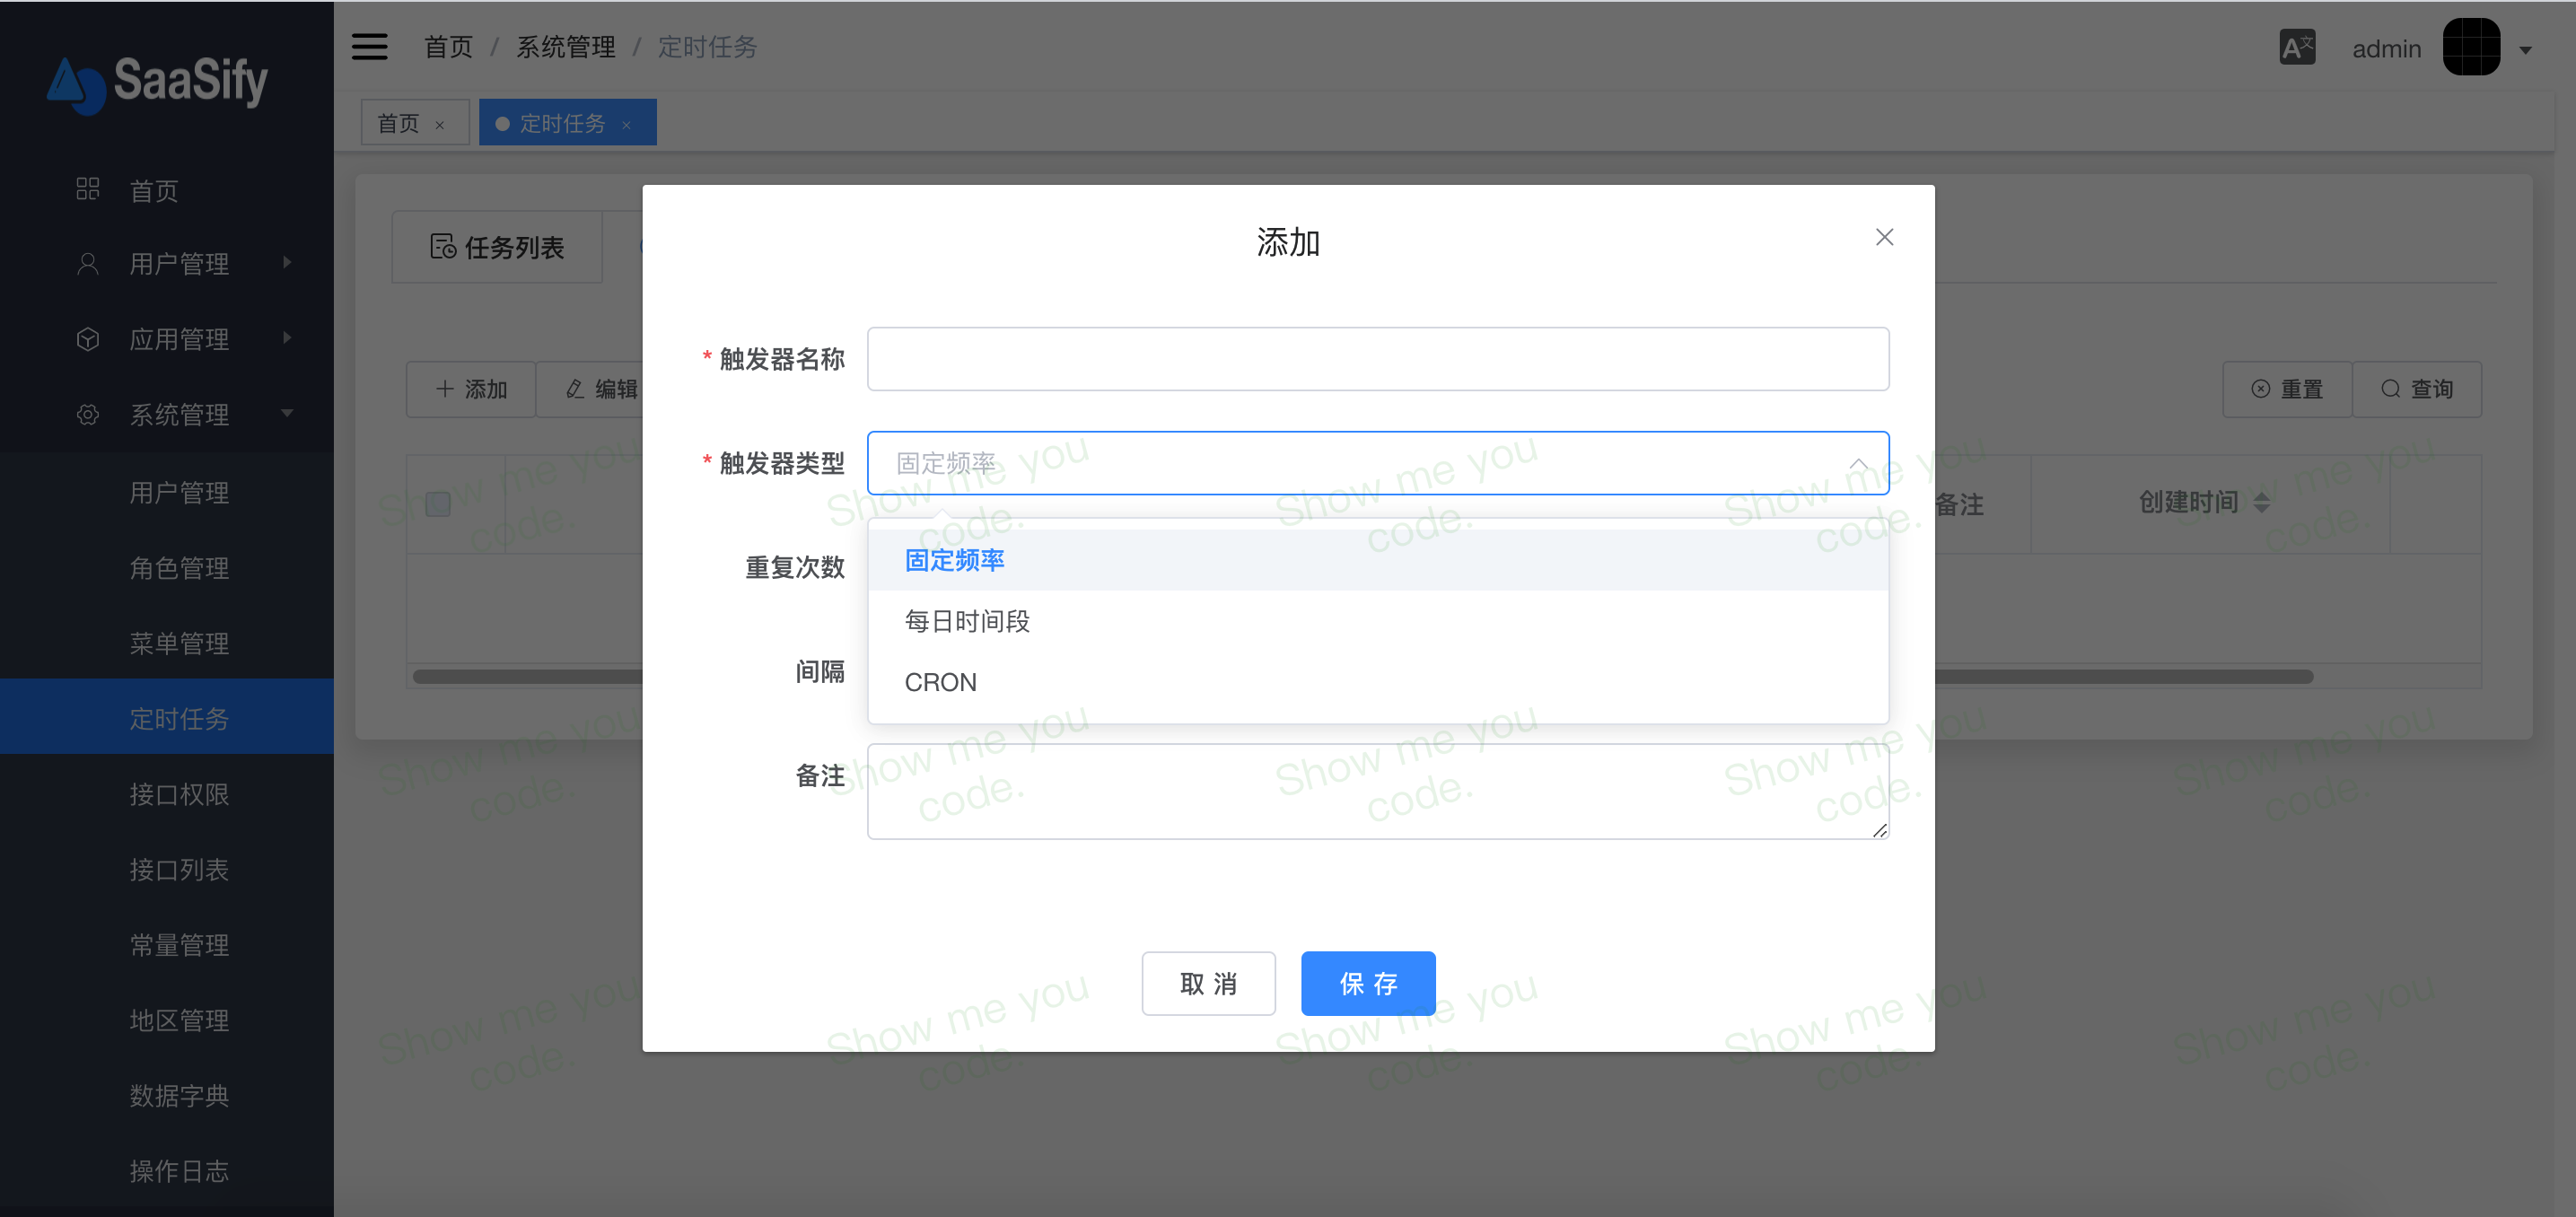 SaaSify
首页 / 系统管理 / 定时任务
admin
首页 ×
定时任务 ×
首页
用户管理
应用管理
系统管理
用户管理
角色管理
菜单管理
定时任务
接口权限
接口列表
常量管理
地区管理
数据字典
操作日志
任务列表
添加
编辑
重置
查询
备注
创建时间
添加
* 触发器名称
* 触发器类型
固定频率
重复次数
固定频率
每日时间段
间隔
CRON
备注
取消
保存
Show me you
code.
Show me you
code.
Show me you
code.
Show me you
code.
Show me you
code.
Show me you
code.
Show me you
code.
Show me you
code.
Show me you
code.
Show me you
code.
Show me you
code.
Show me you
code.
Show me you
code.
Show me you
code.
Show me you
code.